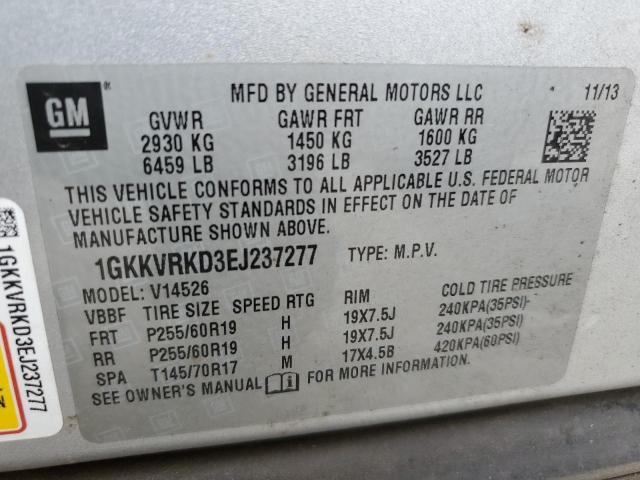 GM
MFD BY GENERAL MOTORS LLC 11/13
GVWR GAWR FRT GAWR RR
2930 KG 1450 KG 1600 KG
6459 LB 3196 LB 3527 LB
THIS VEHICLE CONFORMS TO ALL APPLICABLE U.S. FEDERAL MOTOR
VEHICLE SAFETY STANDARDS IN EFFECT ON THE DATE OF
MANUFACTURE SHOWN ABOVE.
1GKKVRKD3EJ237277 TYPE: M.P.V.
MODEL: V14526
VBBF TIRE SIZE SPEED RTG RIM COLD TIRE PRESSURE
FRT P255/60R19 H 19X7.5J 240KPA(35PSI)
RR P255/60R19 H 19X7.5J 240KPA(35PSI)
SPA T145/70R17 M 17X4.5B 420KPA(60PSI)
SEE OWNER'S MANUAL FOR MORE INFORMATION.
1GKKVRKD3EJ237277